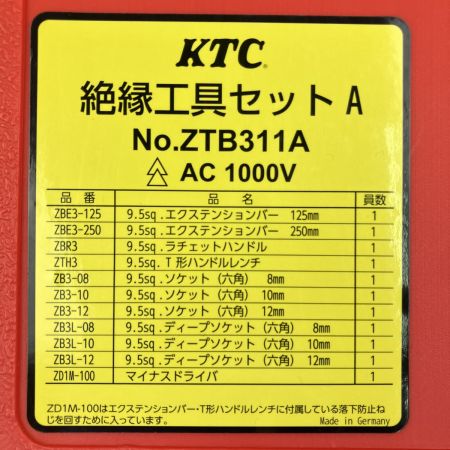 KTC
絶縁工具セット A
No.ZTB311A
AC 1000V
品 番 品 名 員数
ZBE3-125 9.5sq.エクステンションバー 125mm 1
ZBE3-250 9.5sq.エクステンションバー 250mm 1
ZBR3 9.5sq.ラチェットハンドル 1
ZTH3 9.5sq.T形ハンドルレンチ 1
ZB3-08 9.5sq.ソケット（六角） 8mm 1
ZB3-10 9.5sq.ソケット（六角） 10mm 1
ZB3-12 9.5sq.ソケット（六角） 12mm 1
ZB3L-08 9.5sq.ディープソケット（六角） 8mm 1
ZB3L-10 9.5sq.ディープソケット（六角） 10mm 1
ZB3L-12 9.5sq.ディープソケット（六角） 12mm 1
ZD1M-100 マイナスドライバ 1
ZD1M-100はエクステンションバー・T形ハンドルレンチに付属している落下防止ね
じを回すために入っています。 Made in Germany